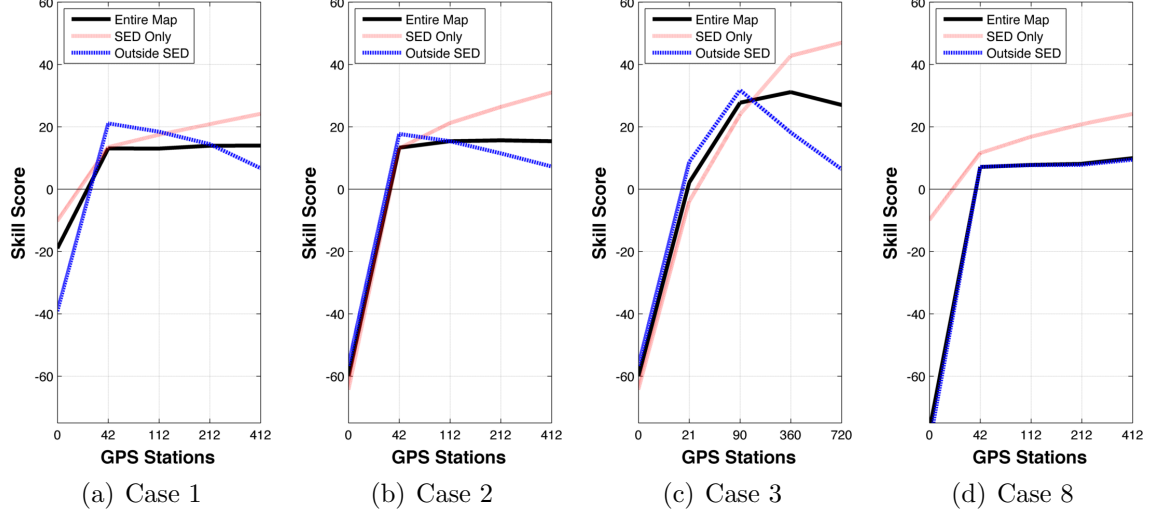 60
40
20
0
-20
-40
-60
Skill Score
Entire Map
SED Only
Outside SED
0 42 112 212 412
GPS Stations
(a) Case 1
60
40
20
0
-20
-40
-60
Skill Score
Entire Map
SED Only
Outside SED
0 42 112 212 412
GPS Stations
(b) Case 2
60
40
20
0
-20
-40
-60
Skill Score
Entire Map
SED Only
Outside SED
0 21 90 360 720
GPS Stations
(c) Case 3
60
40
20
0
-20
-40
-60
Skill Score
Entire Map
SED Only
Outside SED
0 42 112 212 412
GPS Stations
(d) Case 8